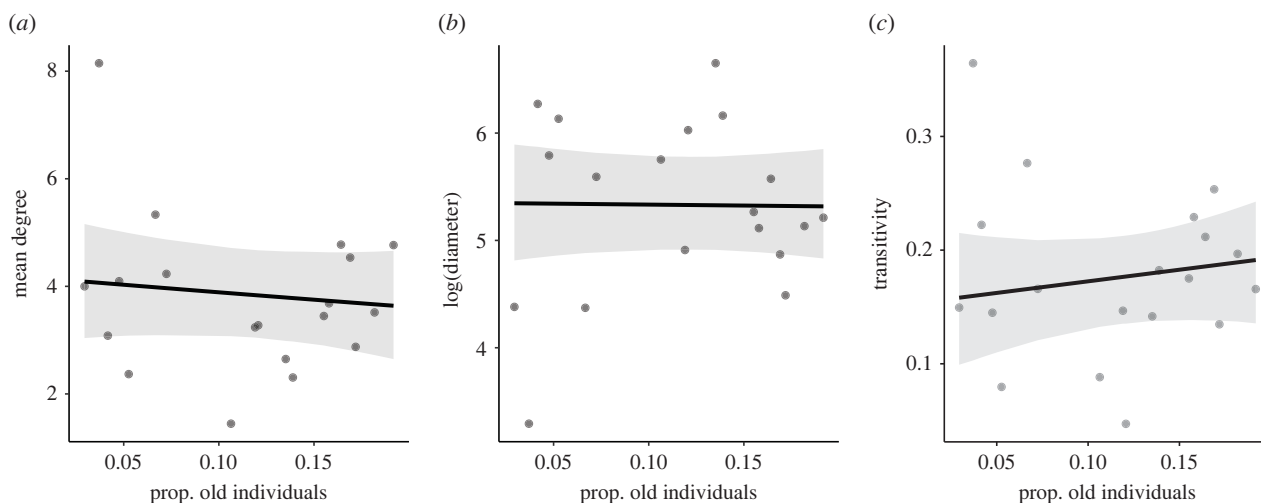 (a)
8
6
4
2
mean degree
0.05 0.10 0.15
prop. old individuals
(b)
6
5
4
log(diameter)
0.05 0.10 0.15
prop. old individuals
(c)
0.3
0.2
0.1
transitivity
0.05 0.10 0.15
prop. old individuals